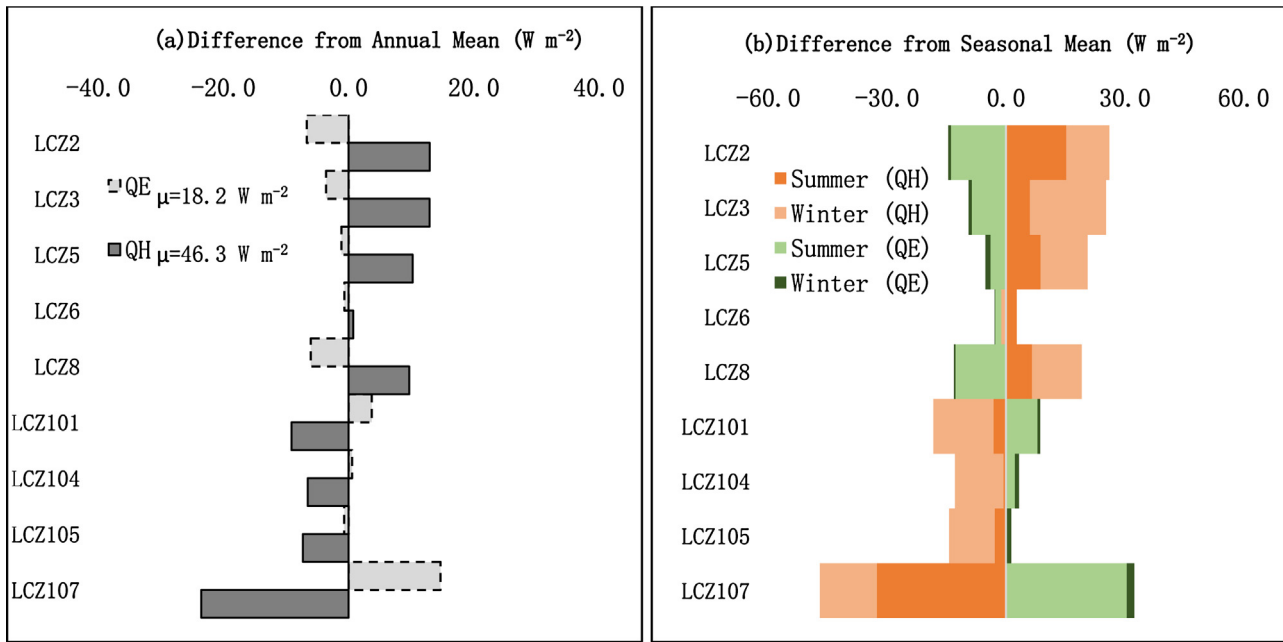 (a)Difference from Annual Mean (W m⁻²)
-40.0 -20.0 0.0 20.0 40.0
LCZ2
LCZ3
LCZ5
LCZ6
LCZ8
LCZ101
LCZ104
LCZ105
LCZ107
QE μ=18.2 W m⁻²
QH μ=46.3 W m⁻²
(b)Difference from Seasonal Mean (W m⁻²)
-60.0 -30.0 0.0 30.0 60.0
LCZ2
LCZ3
LCZ5
LCZ6
LCZ8
LCZ101
LCZ104
LCZ105
LCZ107
Summer (QH)
Winter (QH)
Summer (QE)
Winter (QE)